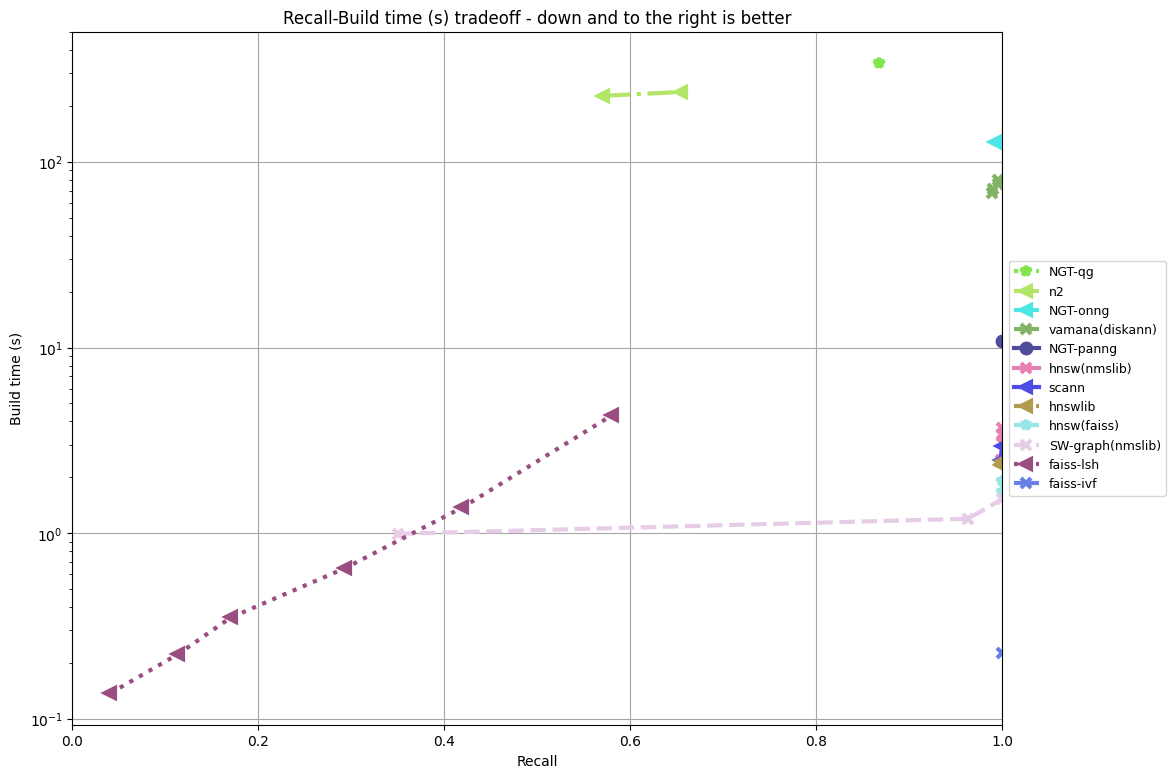 Recall-Build time (s) tradeoff - down and to the right is better
Build time (s)
10²
10¹
10⁰
10⁻¹
0.0 0.2 0.4 0.6 0.8 1.0
Recall
NGT-qg
n2
NGT-onng
vamana(diskann)
NGT-panng
hnsw(nmslib)
scann
hnswlib
hnsw(faiss)
SW-graph(nmslib)
faiss-lsh
faiss-ivf